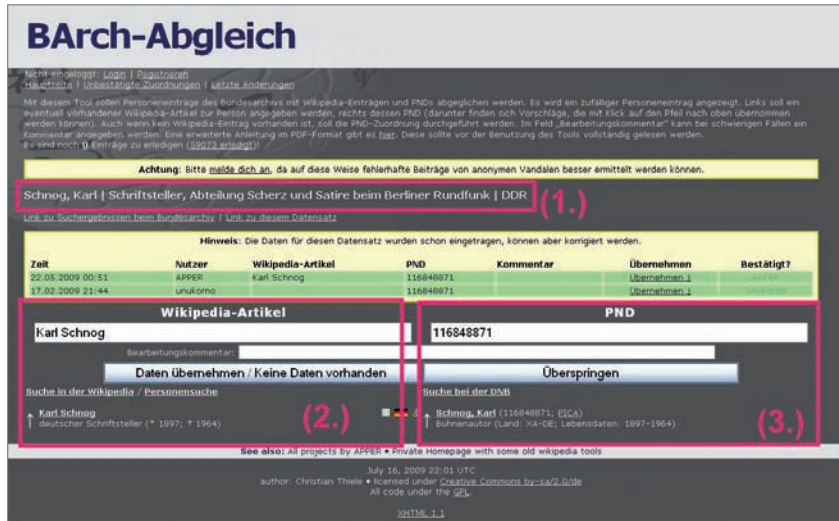 BArch-Abgleich
Nicht eingeloggt: Login | Registrieren
Hauptseite | Unbestätigte Zuordnungen | Letzte Änderungen
Mit diesem Tool sollen Personeneinträge des Bundesarchivs mit Wikipedia-Einträgen und PNDs abgeglichen werden. Es wird ein zufälliger Personeneintrag angezeigt. Links soll ein
eventuell vorhandener Wikipedia-Artikel zur Person angegeben werden, rechts dessen PND (darunter finden sich Vorschläge, die mit Klick auf den Pfeil nach oben übernommen
werden können). Auch wenn kein Wikipedia-Eintrag vorhanden ist, soll die PND-Zuordnung durchgeführt werden. Im Feld „Bearbeitungskommentar“ kann bei schwierigen Fällen ein
Kommentar angegeben werden. Eine erweiterte Anleitung im PDF-Format gibt es hier. Diese sollte vor der Benutzung des Tools vollständig gelesen werden.
Es sind noch 0 Einträge zu erledigen (59073 erledigt)!
Achtung: Bitte melde dich an, da auf diese Weise fehlerhafte Beiträge von anonymen Vandalen besser ermittelt werden können.
Schnog, Karl | Schriftsteller, Abteilung Scherz und Satire beim Berliner Rundfunk | DDR (1.)
Link zu Suchergebnissen beim Bundesarchiv | Link zu diesem Datensatz
Hinweis: Die Daten für diesen Datensatz wurden schon eingetragen, können aber korrigiert werden.
Zeit Nutzer Wikipedia-Artikel PND Kommentar Übernehmen Bestätigt?
22.05.2009 00:51 APPER Karl Schnog 116848871 Übernehmen ↓ APPER
17.02.2009 21:44 unukorno 116848871 Übernehmen ↓
Wikipedia-Artikel PND
Karl Schnog 116848871
Bearbeitungskommentar:
Daten übernehmen / Keine Daten vorhanden Überspringen
Suche in der Wikipedia / Personensuche Suche bei der DNB
↑ Karl Schnog ↑ Schnog, Karl (116848871; PICA)
deutscher Schriftsteller (* 1897; † 1964) Bühnenautor (Land: XA-DE; Lebensdaten: 1897-1964)
(2.) (3.)
See also: All projects by APPER • Private Homepage with some old wikipedia tools
July 16, 2009 22:01 UTC
author: Christian Thiele • licensed under Creative Commons by-sa/2.0/de
All code under the GPL.
XHTML 1.1